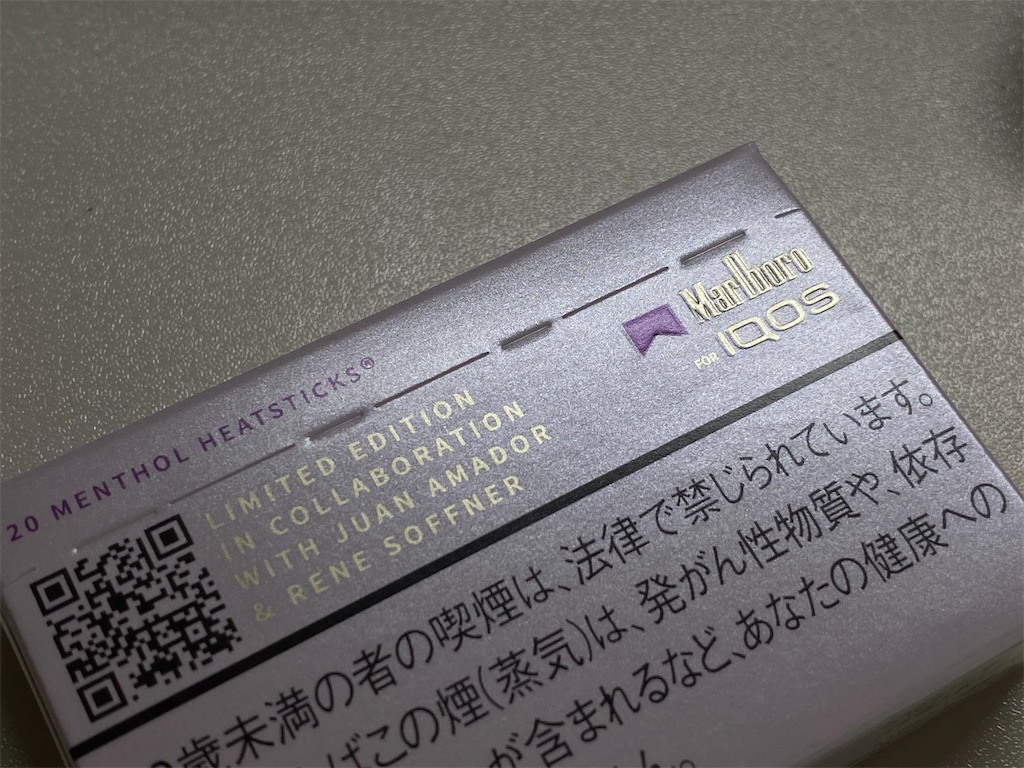 20 MENTHOL HEATSTICKS®
Marlboro
FOR IQOS
LIMITED EDITION
IN COLLABORATION
WITH JUAN AMADOR
& RENE SOFFNER
歳未満の者の喫煙は、法律で禁じられています。
ばこの煙(蒸気)は、発がん性物質や、依存
が含まれるなど、あなたの健康への
ん。